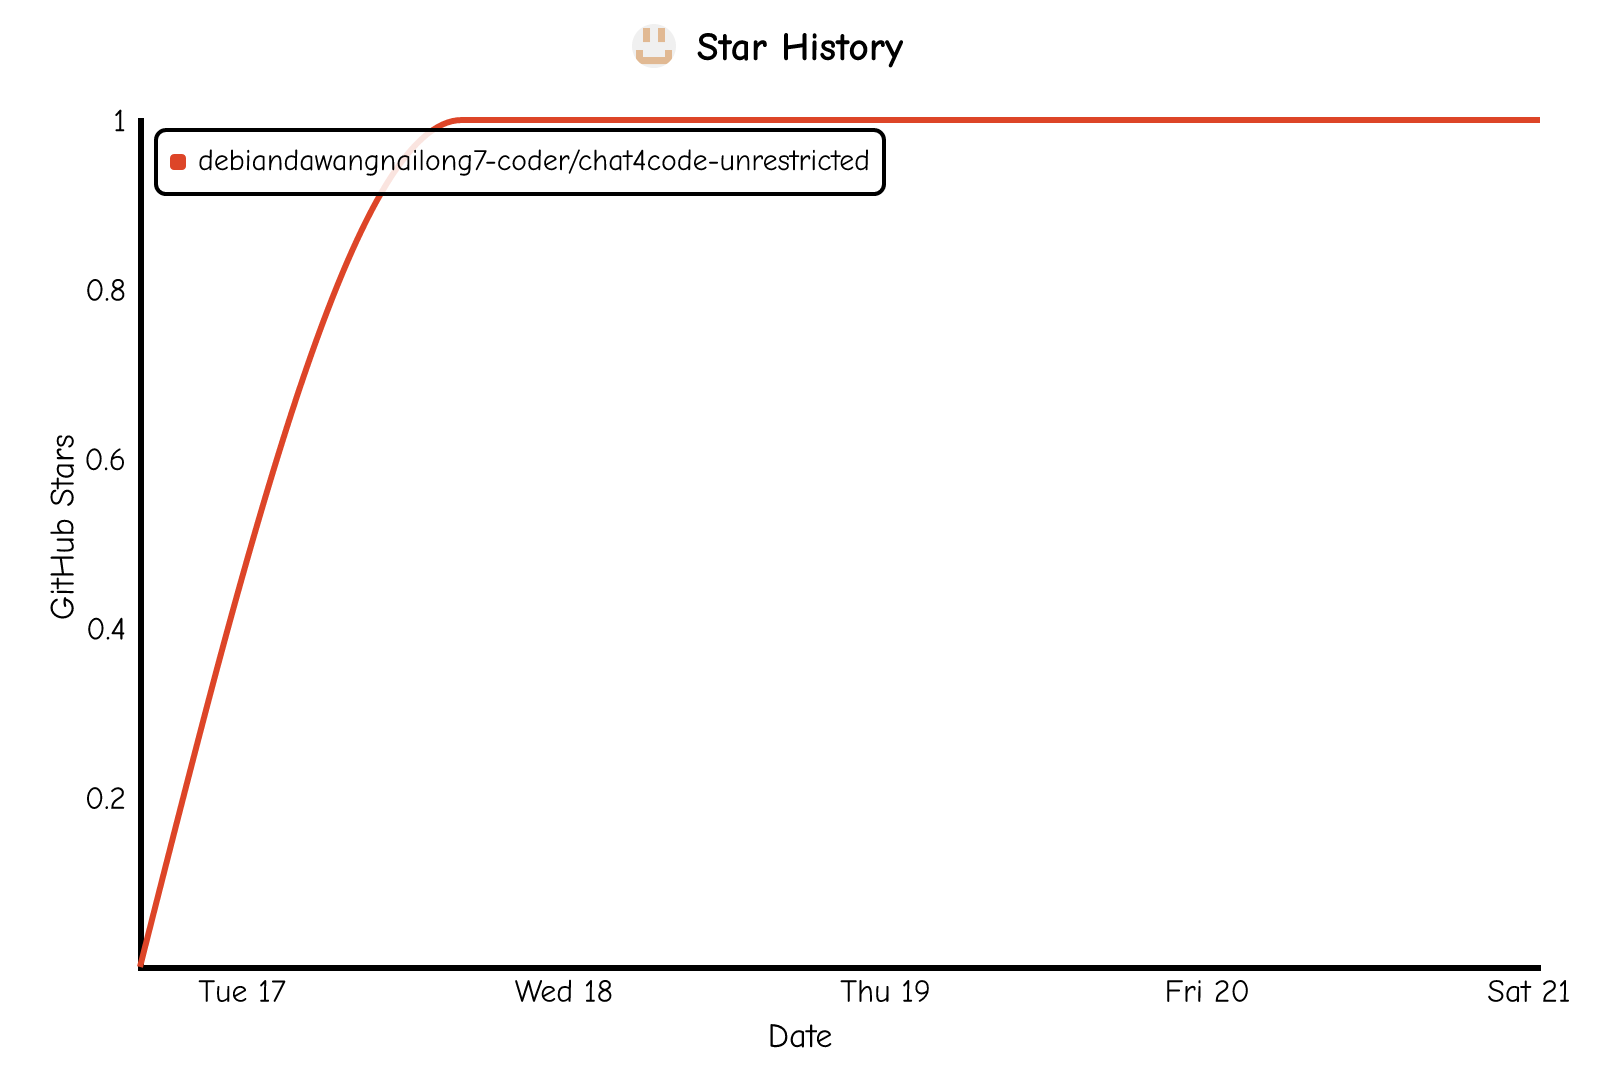 Star History
debiandawangnailong7-coder/chat4code-unrestricted
1
0.8
0.6
0.4
0.2
GitHub Stars
Tue 17
Wed 18
Thu 19
Fri 20
Sat 21
Date